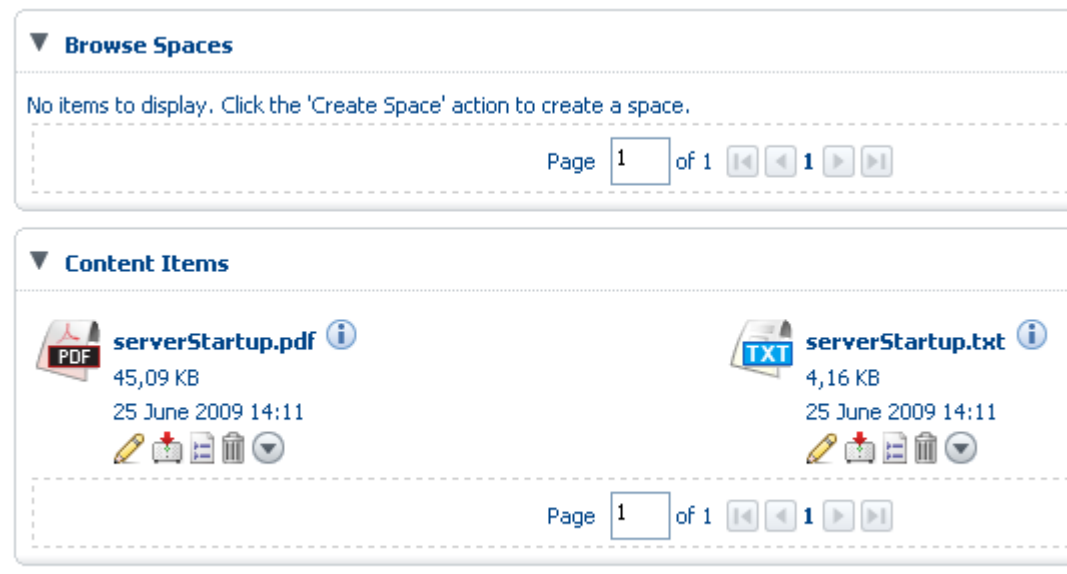 Browse Spaces
No items to display. Click the 'Create Space' action to create a space.
Page 1 of 1 1
Content Items
PDF serverStartup.pdf i TXT serverStartup.txt i
45,09 KB 4,16 KB
25 June 2009 14:11 25 June 2009 14:11
Page 1 of 1 1